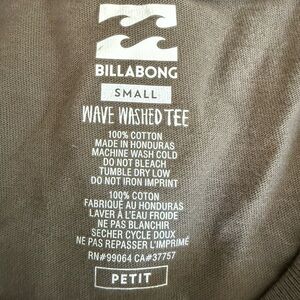 BILLABONG
SMALL
WAVE WASHED TEE
100% COTTON
MADE IN HONDURAS
MACHINE WASH COLD
DO NOT BLEACH
TUMBLE DRY LOW
DO NOT IRON IMPRINT
100% COTON
FABRIQUÉ AU HONDURAS
LAVER À L'EAU FROIDE
NE PAS BLANCHIR
SECHER CYCLE DOUX
NE PAS REPASSER L'IMPRIMÉ
RN#99064 CA#37757
PETIT